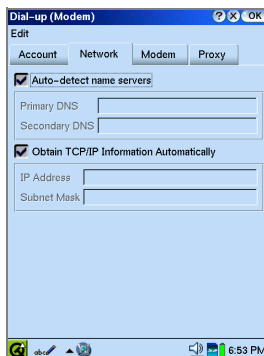 Dial-up (Modem) ? X OK
Edit
Account Network Modem Proxy
Auto-detect name servers
Primary DNS
Secondary DNS
Obtain TCP/IP Information Automatically
IP Address
Subnet Mask
abc 6:53 PM